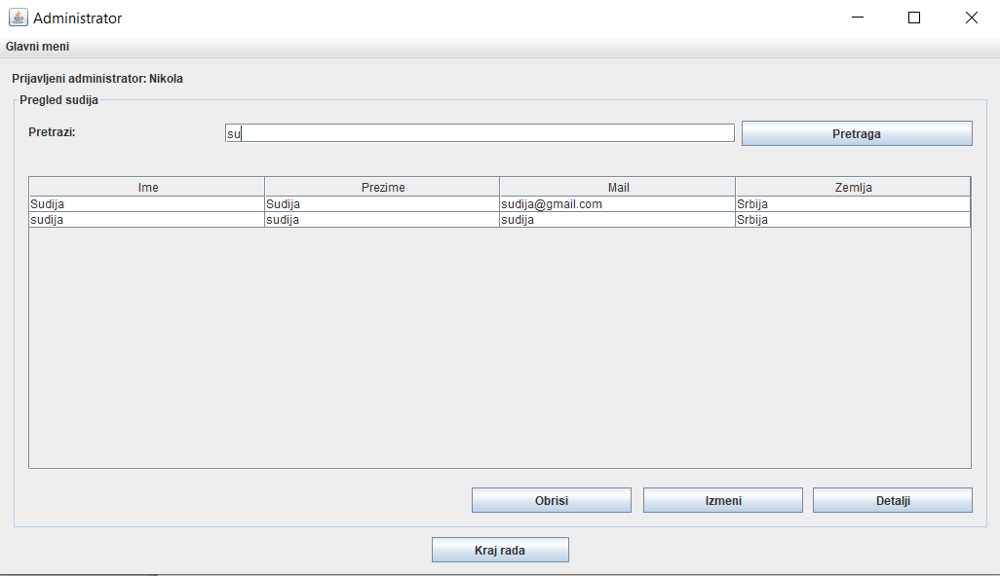 Administrator
Glavni meni
Prijavljeni administrator: Nikola
Pregled sudija
Pretrazi: su Pretraga
Ime Prezime Mail Zemlja
Sudija Sudija sudija@gmail.com Srbija
sudija sudija sudija Srbija
Obrisi Izmeni Detalji
Kraj rada